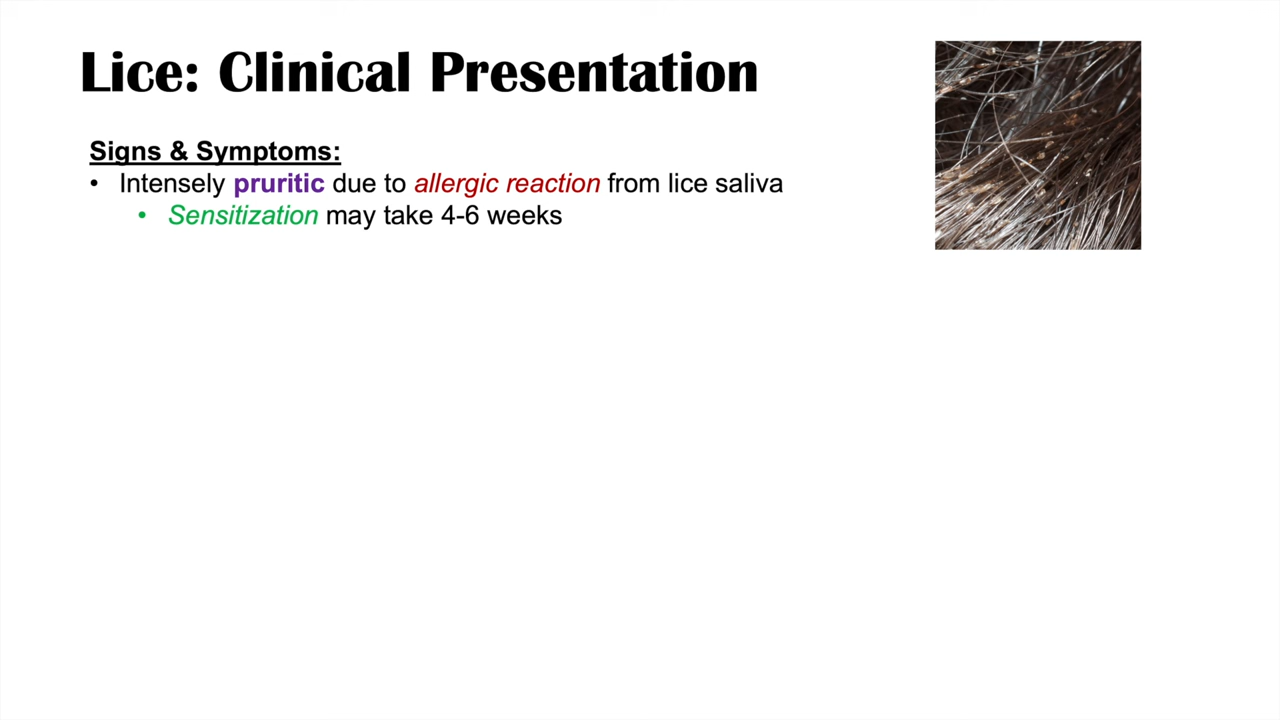 Lice: Clinical Presentation
Signs & Symptoms:
• Intensely pruritic due to allergic reaction from lice saliva
• Sensitization may take 4-6 weeks